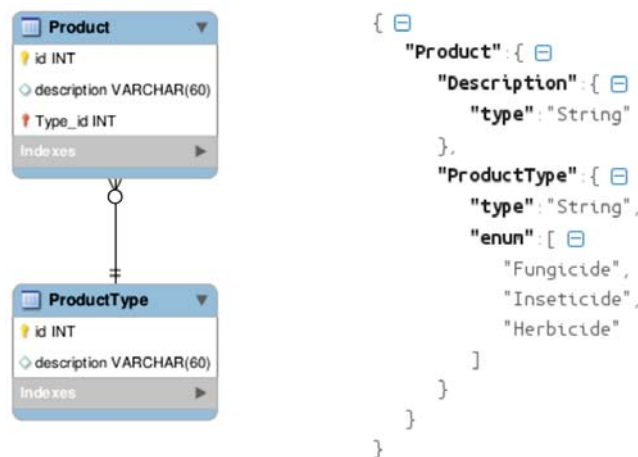 Product
id INT
description VARCHAR(60)
Type_id INT
Indexes
ProductType
id INT
description VARCHAR(60)
Indexes
{
"Product":{
"Description":{
"type":"String"
},
"ProductType":{
"type":"String",
"enum":[
"Fungicide",
"Inseticide",
"Herbicide"
]
}
}
}